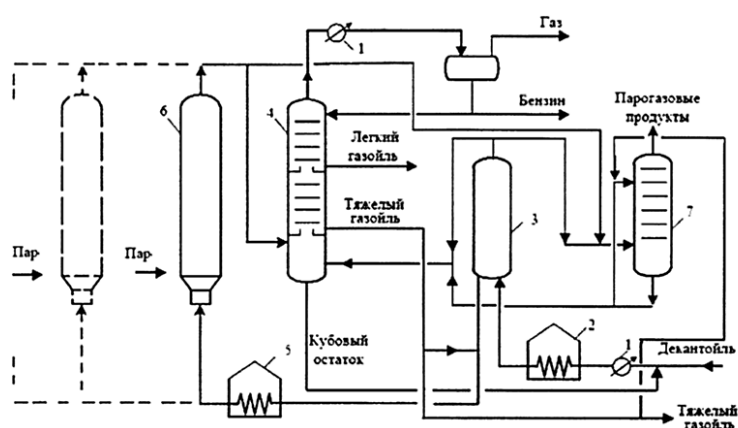 Газ
1
Бензин
Парогазовые
продукты
6
4
Легкий
газойль
Тяжелый
газойль
3
7
Пар
Пар
Кубовый
остаток
5
2
1
Декантойль
Тяжелый
газойль